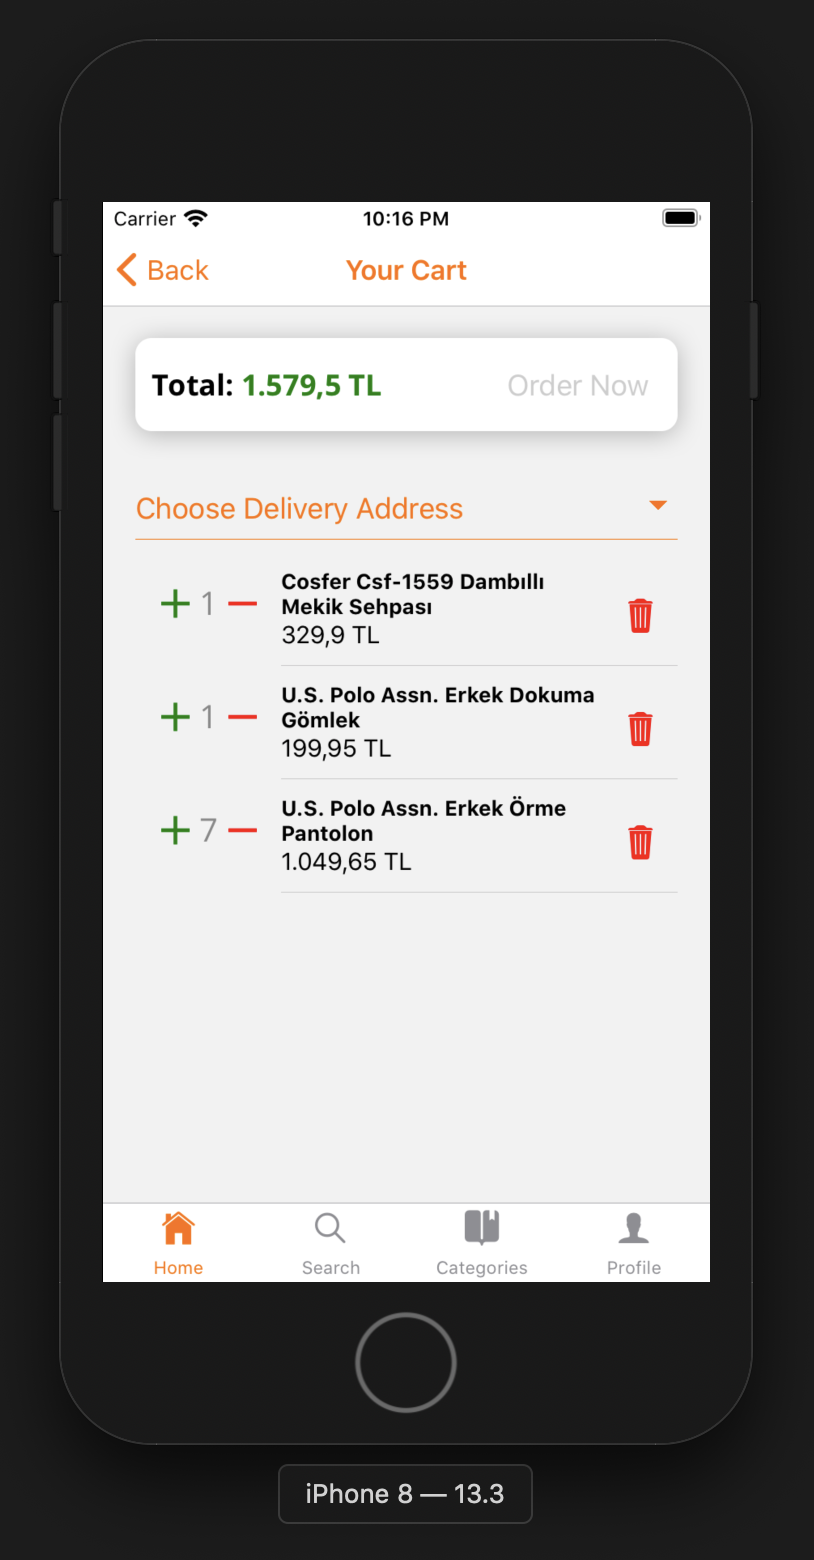 Carrier 10:16 PM
Back Your Cart
Total: 1.579,5 TL Order Now
Choose Delivery Address
1
Cosfer Csf-1559 Dambıllı
Mekik Sehpası
329,9 TL
1
U.S. Polo Assn. Erkek Dokuma
Gömlek
199,95 TL
7
U.S. Polo Assn. Erkek Örme
Pantolon
1.049,65 TL
Home Search Categories Profile
iPhone 8 — 13.3